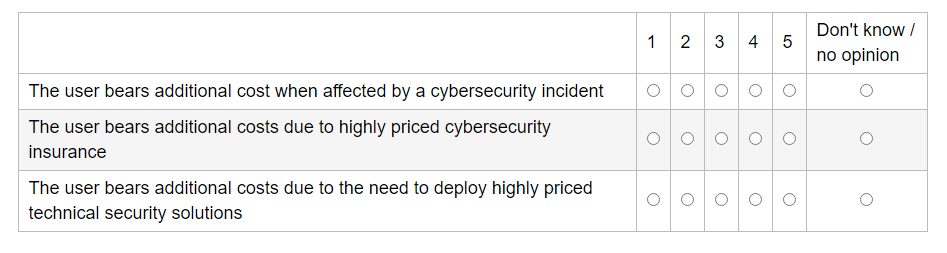 1 2 3 4 5 Don't know /
no opinion
The user bears additional cost when affected by a cybersecurity incident
The user bears additional costs due to highly priced cybersecurity
insurance
The user bears additional costs due to the need to deploy highly priced
technical security solutions